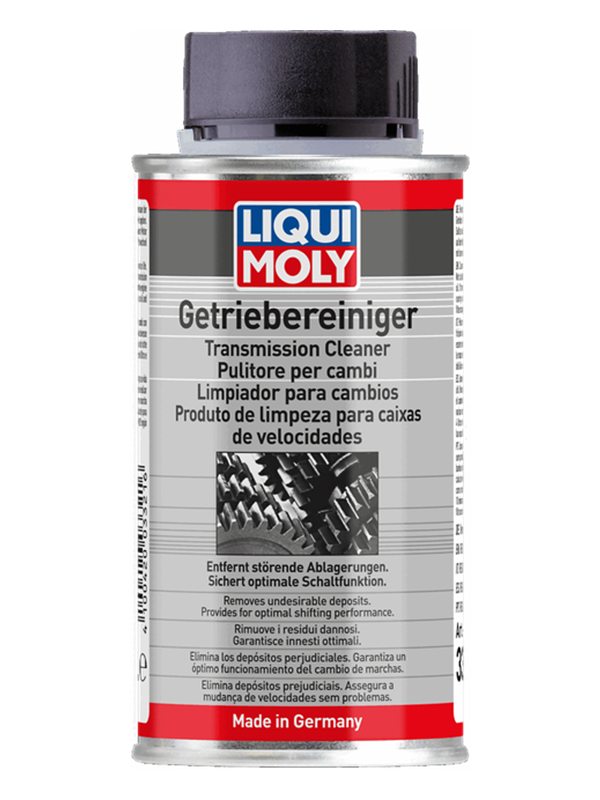 LIQUI
MOLY
Getriebereiniger
Transmission Cleaner
Pulitore per cambi
Limpiador para cambios
Produto de limpeza para caixas
de velocidades
Entfernt störende Ablagerungen.
Sichert optimale Schaltfunktion.
Removes undesirable deposits.
Provides for optimal shifting performance.
Rimuove i residui dannosi.
Garantisce innesti ottimali.
Elimina los depósitos perjudiciales. Garantiza un
óptimo funcionamiento del cambio de marchas.
Elimina depósitos prejudiciais. Assegura a
mudança de velocidades sem problemas.
Made in Germany
4 100420 033216